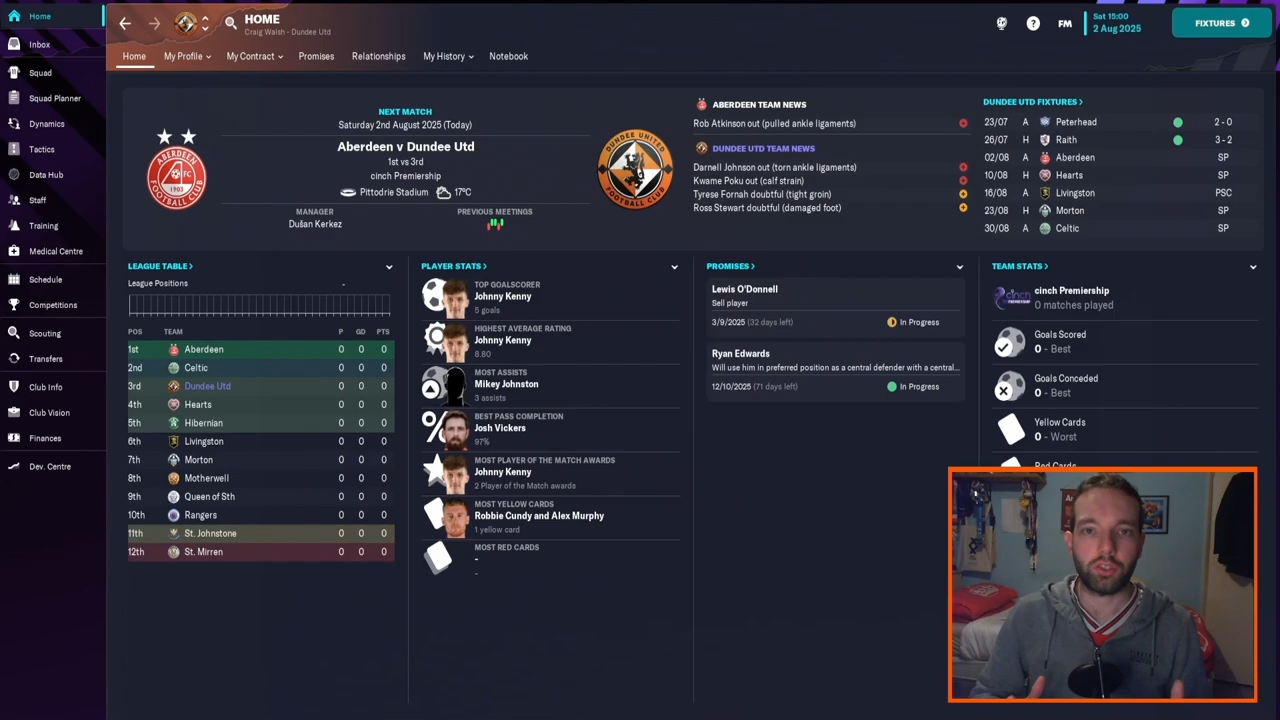 Home
Inbox
Squad
Squad Planner
Dynamics
Tactics
Data Hub
Staff
Training
Medical Centre
Schedule
Competitions
Scouting
Transfers
Club Info
Club Vision
Finances
Dev. Centre
HOME
Craig Walsh - Dundee Utd
FM
Sat 15:00
2 Aug 2025
FIXTURES
Home
My Profile
My Contract
Promises
Relationships
My History
Notebook
NEXT MATCH
Saturday 2nd August 2025 (Today)
Aberdeen v Dundee Utd
1st vs 3rd
cinch Premiership
Pittodrie Stadium 17°C
MANAGER
Dušan Kerkez
PREVIOUS MEETINGS
ABERDEEN TEAM NEWS
Rob Atkinson out (pulled ankle ligaments)
DUNDEE UTD TEAM NEWS
Darnell Johnson out (torn ankle ligaments)
Kwame Poku out (calf strain)
Tyrese Fornah doubtful (tight groin)
Ross Stewart doubtful (damaged foot)
DUNDEE UTD FIXTURES
23/07 A Peterhead 2 - 0
26/07 H Raith 3 - 2
02/08 A Aberdeen SP
10/08 H Hearts SP
16/08 A Livingston PSC
23/08 H Morton SP
30/08 A Celtic SP
LEAGUE TABLE
League Positions -
POS TEAM P GD PTS
1st Aberdeen 0 0 0
2nd Celtic 0 0 0
3rd Dundee Utd 0 0 0
4th Hearts 0 0 0
5th Hibernian 0 0 0
6th Livingston 0 0 0
7th Morton 0 0 0
8th Motherwell 0 0 0
9th Queen of Sth 0 0 0
10th Rangers 0 0 0
11th St. Johnstone 0 0 0
12th St. Mirren 0 0 0
PLAYER STATS
TOP GOALSCORER
Johnny Kenny
5 goals
HIGHEST AVERAGE RATING
Johnny Kenny
8.80
MOST ASSISTS
Mikey Johnston
3 assists
BEST PASS COMPLETION
Josh Vickers
97%
MOST PLAYER OF THE MATCH AWARDS
Johnny Kenny
2 Player of the Match awards
MOST YELLOW CARDS
Robbie Cundy and Alex Murphy
1 yellow card
MOST RED CARDS
-
-
PROMISES
Lewis O'Donnell
Sell player
3/9/2025 (32 days left) In Progress
Ryan Edwards
Will use him in preferred position as a central defender with a central...
12/10/2025 (71 days left) In Progress
TEAM STATS
cinch Premiership
0 matches played
Goals Scored
0 - Best
Goals Conceded
0 - Best
Yellow Cards
0 - Worst
Red Cards